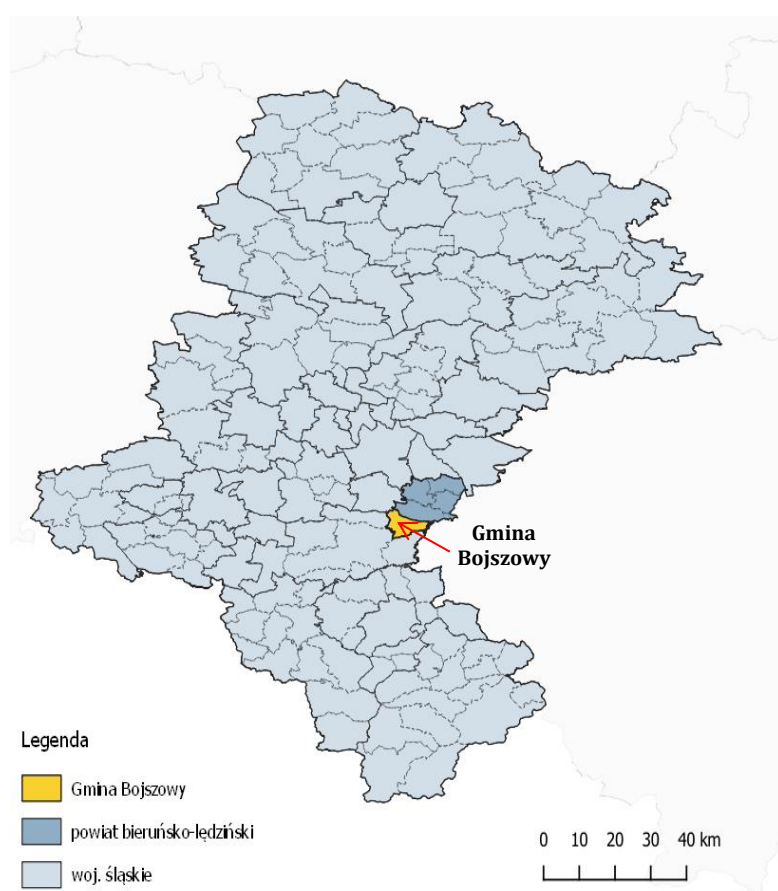 Gmina
Bojszowy
Legenda
Gmina Bojszowy
powiat bieruńsko-lędziński
woj. śląskie
0 10 20 30 40 km